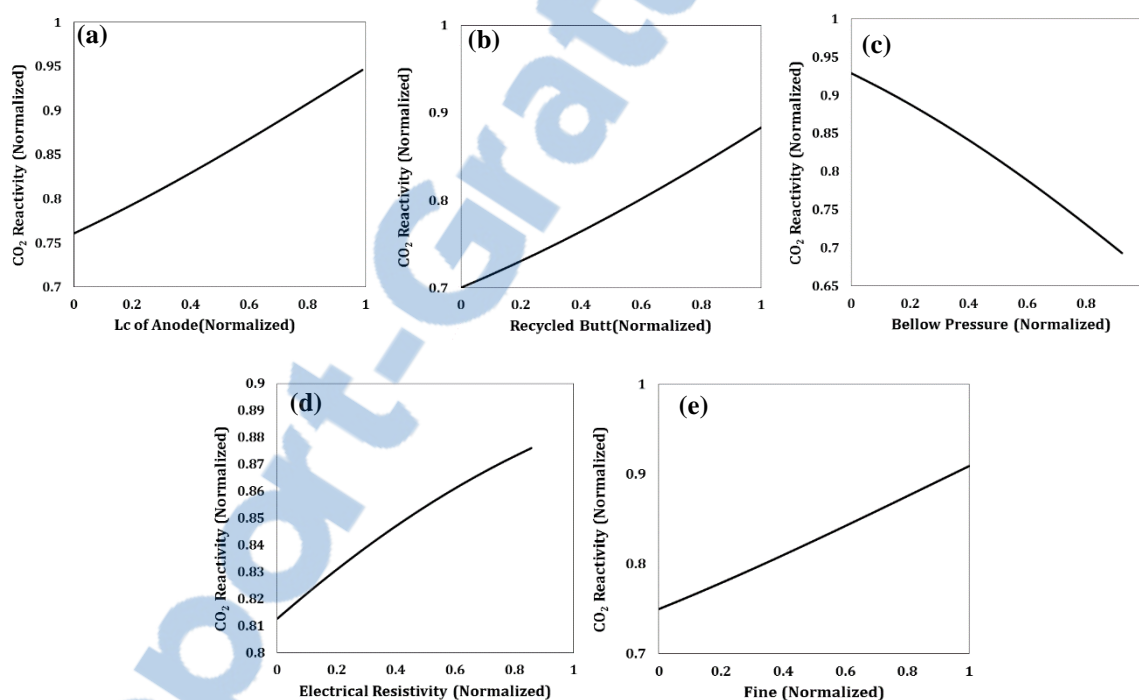 (a)
CO₂ Reactivity (Normalized)
1
0.95
0.9
0.85
0.8
0.75
0.7
0 0.2 0.4 0.6 0.8 1
Lc of Anode(Normalized)
(b)
CO₂ Reactivity (Normalized)
1
0.9
0.8
0.7
0 0.2 0.4 0.6 0.8 1
Recycled Butt(Normalized)
(c)
CO₂ Reactivity (Normalized)
1
0.95
0.9
0.85
0.8
0.75
0.7
0.65
0 0.2 0.4 0.6 0.8 1
Bellow Pressure (Normalized)
(d)
CO₂ Reactivity (Normalized)
0.9
0.89
0.88
0.87
0.86
0.85
0.84
0.83
0.82
0.81
0.8
0 0.2 0.4 0.6 0.8 1
Electrical Resistivity (Normalized)
(e)
CO₂ Reactivity (Normalized)
1
0.9
0.8
0.7
0 0.2 0.4 0.6 0.8 1
Fine (Normalized)